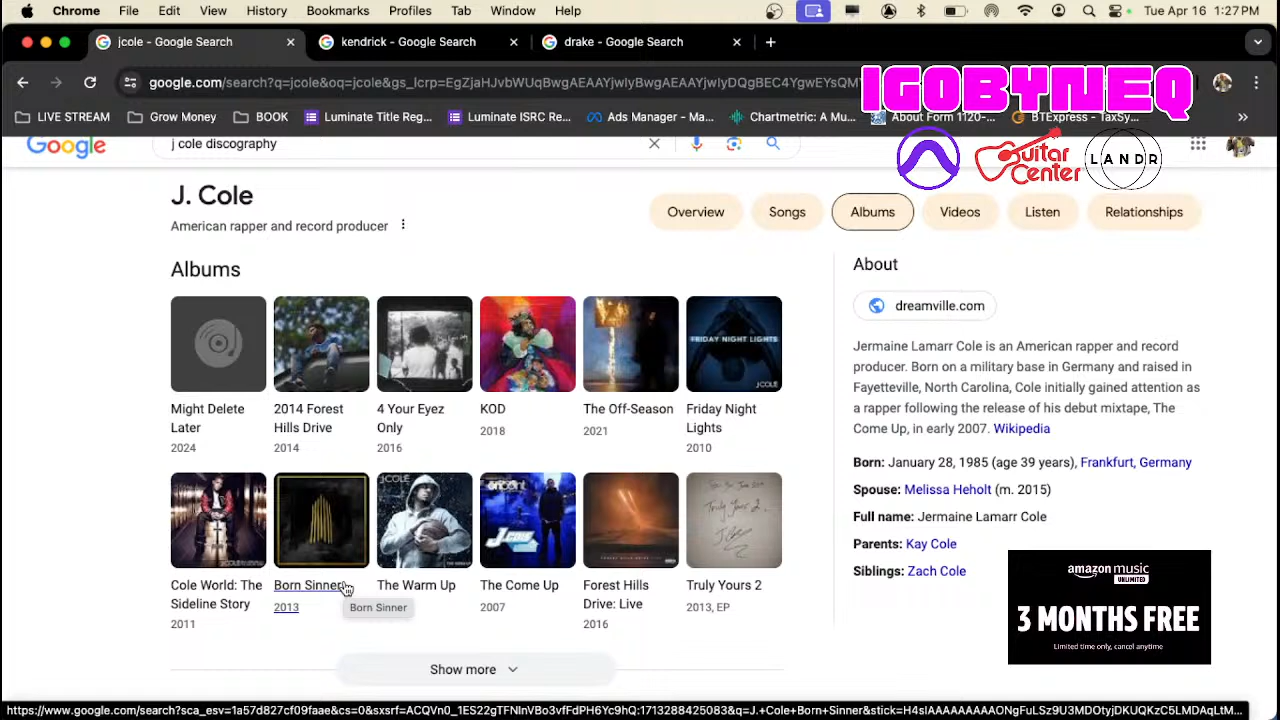 Chrome File Edit View History Bookmarks Profiles Tab Window Help Tue Apr 16 1:27 PM
jcole - Google Search kendrick - Google Search drake - Google Search
google.com/search?q=jcole&oq=jcole&gs_lcrp=
IGOBYNEQ
LIVE STREAM Grow Money BOOK Luminate Title Reg... Luminate ISRC Re... Ads Manager - Ma... Chartmetric: A Mu... About Form 1120-... BTExpress - TaxSy...
Google j cole discography
Guitar Center
LANDR
J. Cole
American rapper and record producer
Overview Songs Albums Videos Listen Relationships
Albums
FRIDAY NIGHT LIGHTS
J.COLE
Might Delete Later
2024
2014 Forest Hills Drive
2014
4 Your Eyez Only
2016
KOD
2018
The Off-Season
2021
Friday Night Lights
2010
Cole World: The Sideline Story
2011
Born Sinner
2013
Born Sinner
The Warm Up
The Come Up
2007
Forest Hills Drive: Live
2016
Truly Yours 2
2013, EP
Show more
About
dreamville.com
Jermaine Lamarr Cole is an American rapper and record
producer. Born on a military base in Germany and raised in
Fayetteville, North Carolina, Cole initially gained attention as
a rapper following the release of his debut mixtape, The
Come Up, in early 2007. Wikipedia
Born: January 28, 1985 (age 39 years), Frankfurt, Germany
Spouse: Melissa Heholt (m. 2015)
Full name: Jermaine Lamarr Cole
Parents: Kay Cole
Siblings: Zach Cole
amazon music
UNLIMITED
3 MONTHS FREE
Limited time only, cancel anytime